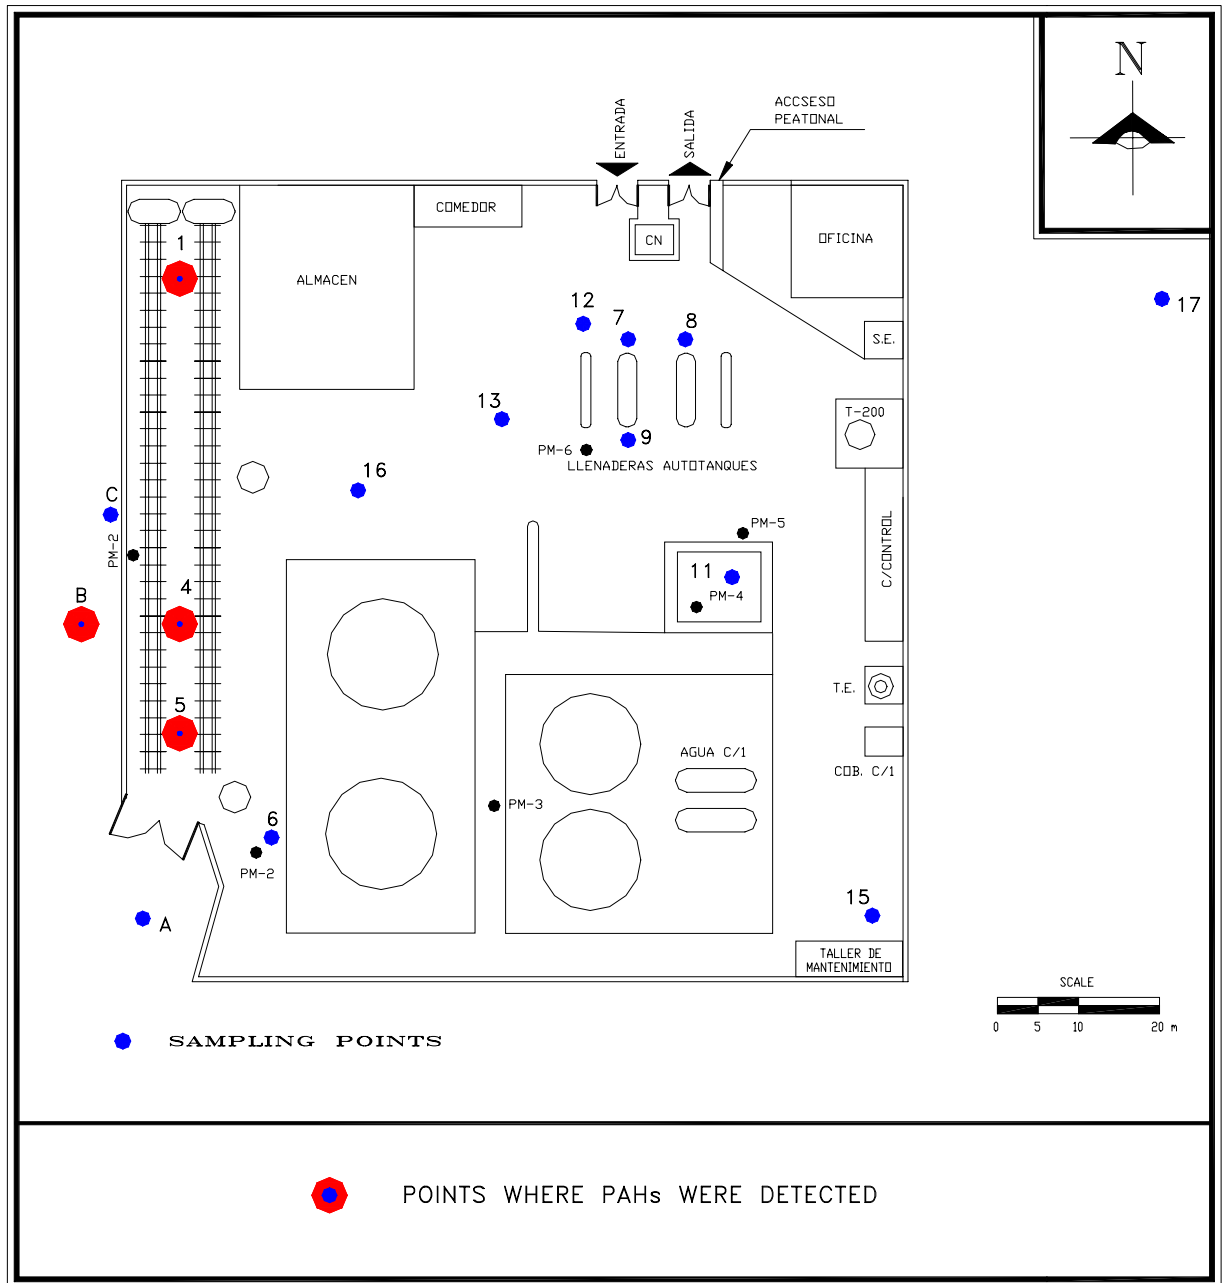 N
ACCSESO
PEATONAL
ENTRADA
SALIDA
COMEDOR
CN
OFICINA
1
ALMACEN
17
12
7
8
S.E.
13
9
T-200
PM-6
LLENADERAS AUTOTANQUES
16
C
PM-2
PM-5
C/CONTROL
11
PM-4
B
4
5
T.E.
AGUA C/1
COB. C/1
PM-3
6
PM-2
A
15
TALLER DE
MANTENIMIENTO
SCALE
0 5 10 20 m
SAMPLING POINTS
POINTS WHERE PAHs WERE DETECTED